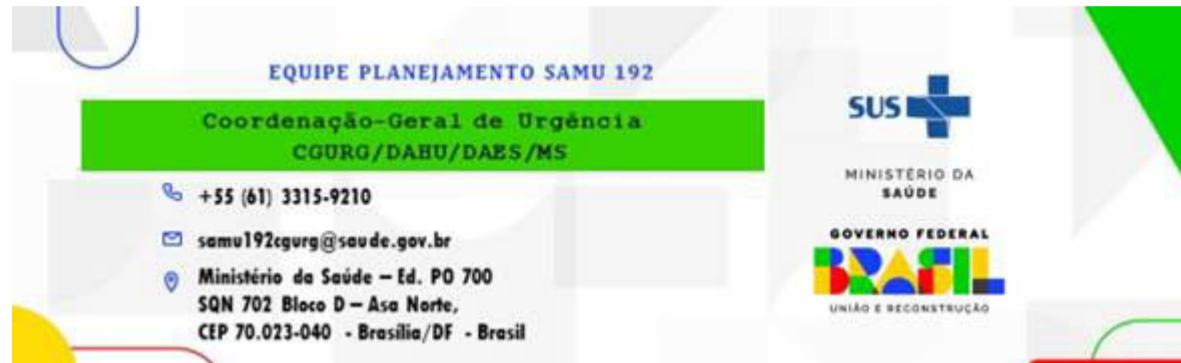 EQUIPE PLANEJAMENTO SAMU 192
Coordenação-Geral de Urgência
CGURG/DAHU/DAES/MS
+55 (61) 3315-9210
samu192cgurg@saude.gov.br
Ministério da Saúde – Ed. PO 700
SQN 702 Bloco D – Asa Norte,
CEP 70.023-040 - Brasília/DF - Brasil
SUS
MINISTÉRIO DA
SAÚDE
GOVERNO FEDERAL
BRASIL
UNIÃO E RECONSTRUÇÃO